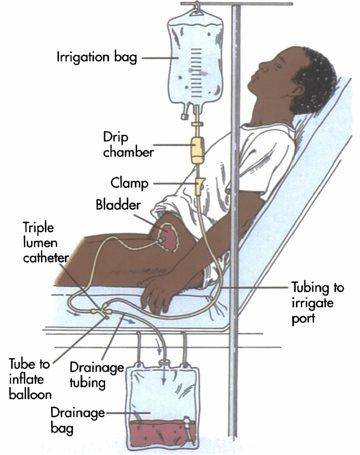 Irrigation bag
Drip
chamber
Clamp
Bladder
Triple
lumen
catheter
Tubing to
irrigate
port
Tube to
inflate
balloon
Drainage
tubing
Drainage
bag